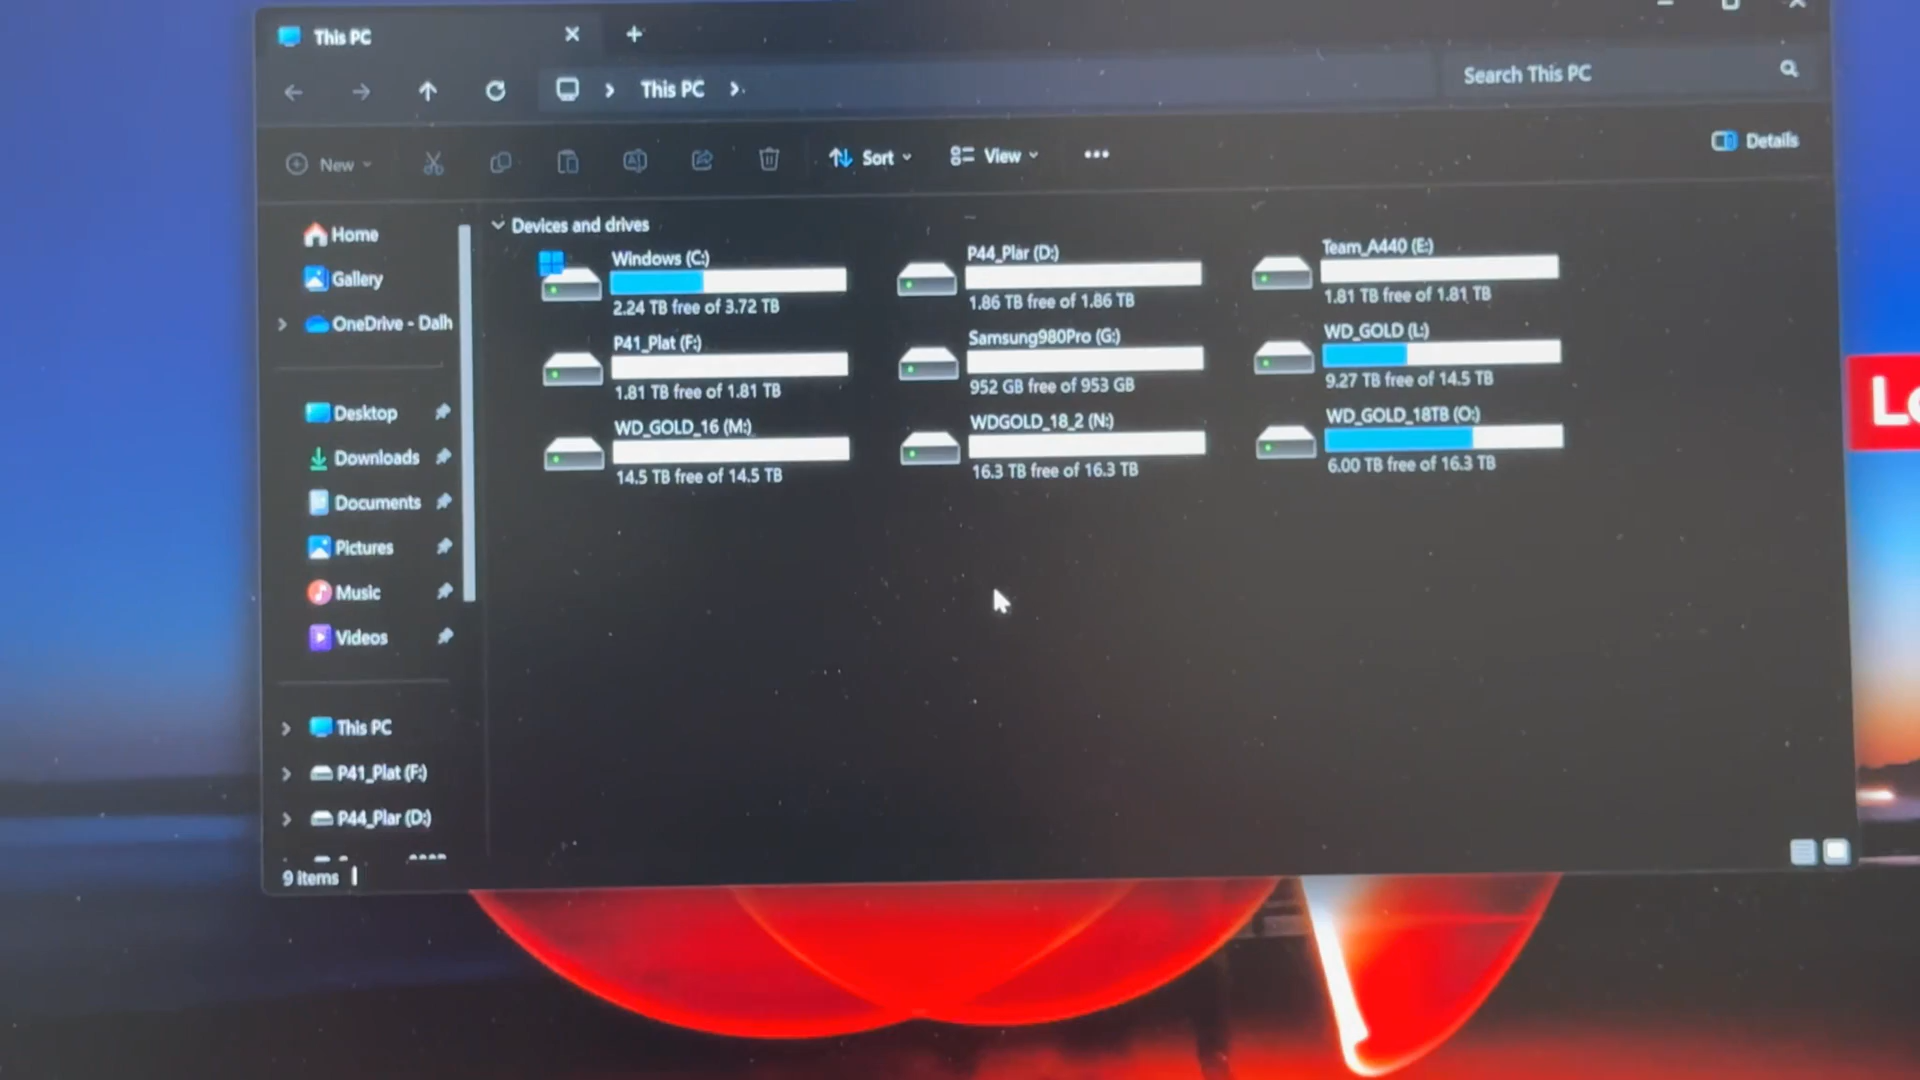 This PC
This PC
Search This PC
New
Sort
View
Details
Home
Gallery
OneDrive - Dalh
Desktop
Downloads
Documents
Pictures
Music
Videos
This PC
P41_Plat (F:)
P44_Plar (D:)
9 items
Devices and drives
Windows (C:)
2.24 TB free of 3.72 TB
P44_Plar (D:)
1.86 TB free of 1.86 TB
Team_A440 (E:)
1.81 TB free of 1.81 TB
P41_Plat (F:)
1.81 TB free of 1.81 TB
Samsung980Pro (G:)
952 GB free of 953 GB
WD_GOLD (L:)
9.27 TB free of 14.5 TB
WD_GOLD_16 (M:)
14.5 TB free of 14.5 TB
WDGOLD_18_2 (N:)
16.3 TB free of 16.3 TB
WD_GOLD_18TB (O:)
6.00 TB free of 16.3 TB